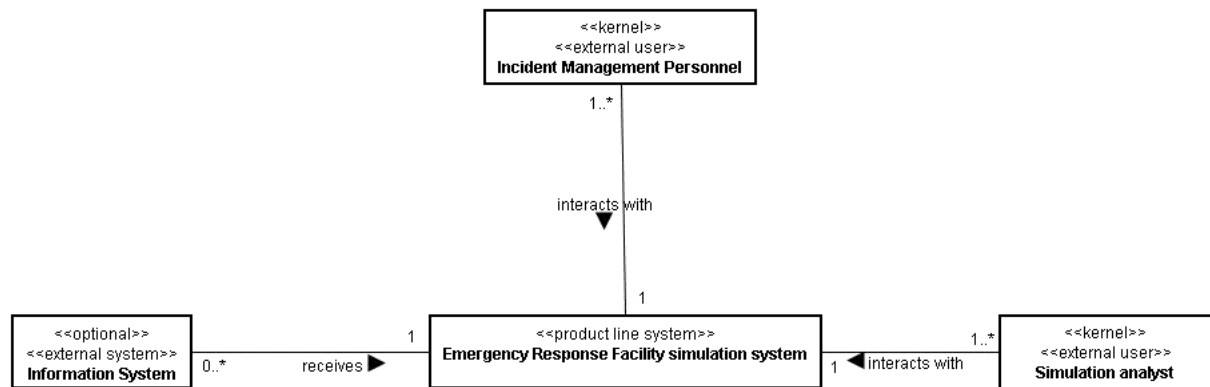 <<kernel>>
<<external user>>
Incident Management Personnel
1..*
interacts with
1
<<optional>>
<<external system>>
Information System
0..*
receives
1
<<product line system>>
Emergency Response Facility simulation system
1
interacts with
1..*
<<kernel>>
<<external user>>
Simulation analyst